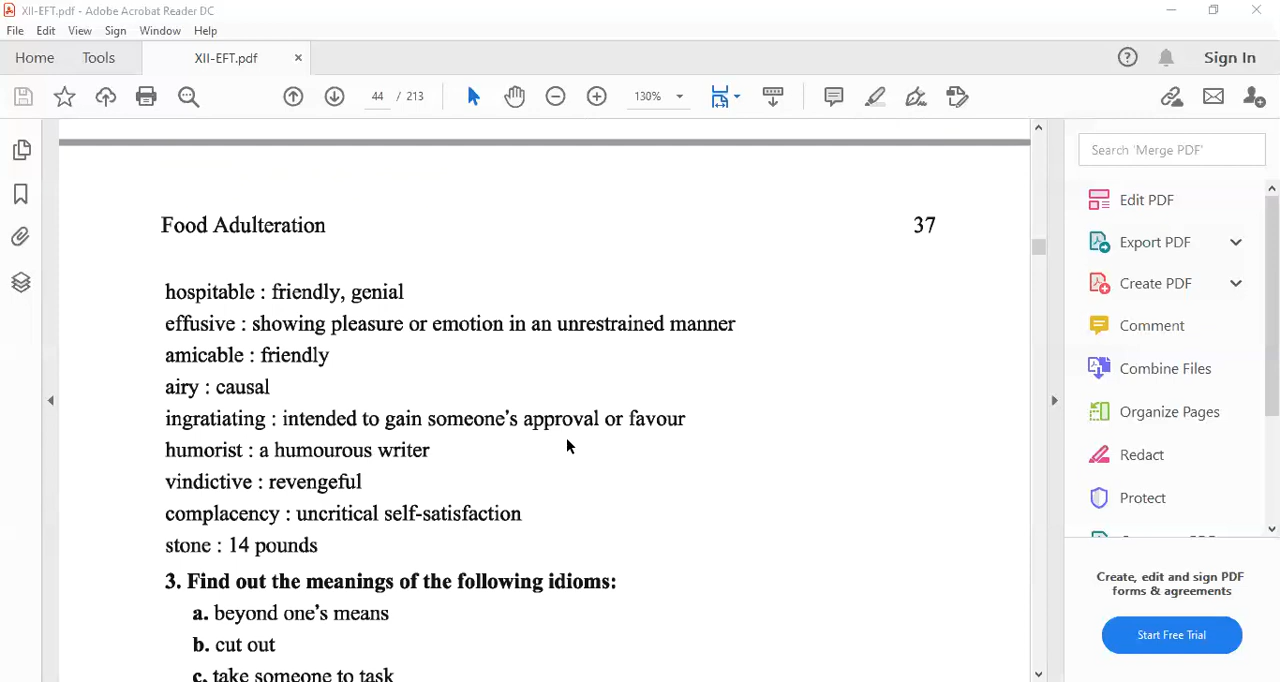 XII-EFT.pdf - Adobe Acrobat Reader DC
File Edit View Sign Window Help
Home Tools XII-EFT.pdf × Sign In
44 / 213 130%
Search 'Merge PDF'
Edit PDF
Export PDF
Create PDF
Comment
Combine Files
Organize Pages
Redact
Protect
Create, edit and sign PDF
forms & agreements
Start Free Trial
Food Adulteration 37
hospitable : friendly, genial
effusive : showing pleasure or emotion in an unrestrained manner
amicable : friendly
airy : causal
ingratiating : intended to gain someone's approval or favour
humorist : a humourous writer
vindictive : revengeful
complacency : uncritical self-satisfaction
stone : 14 pounds
3. Find out the meanings of the following idioms:
a. beyond one's means
b. cut out
c. take someone to task